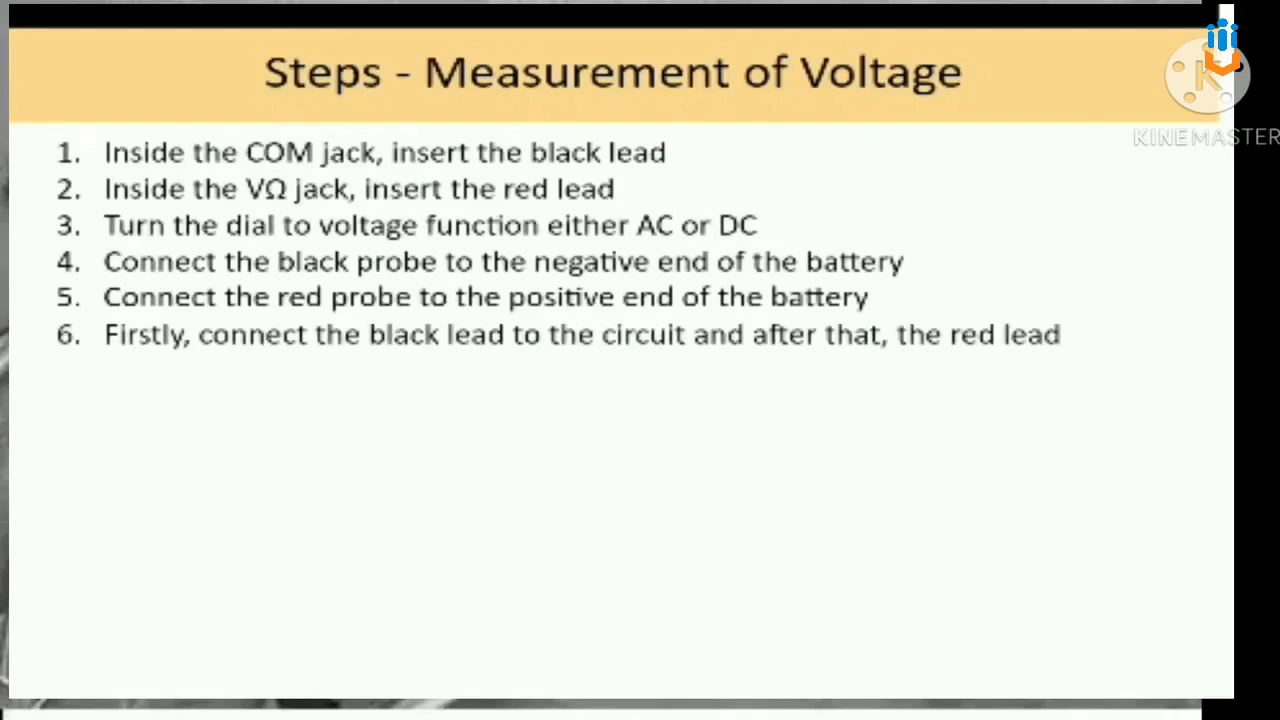 Steps - Measurement of Voltage
K
KINEMASTER
1. Inside the COM jack, insert the black lead
2. Inside the VΩ jack, insert the red lead
3. Turn the dial to voltage function either AC or DC
4. Connect the black probe to the negative end of the battery
5. Connect the red probe to the positive end of the battery
6. Firstly, connect the black lead to the circuit and after that, the red lead